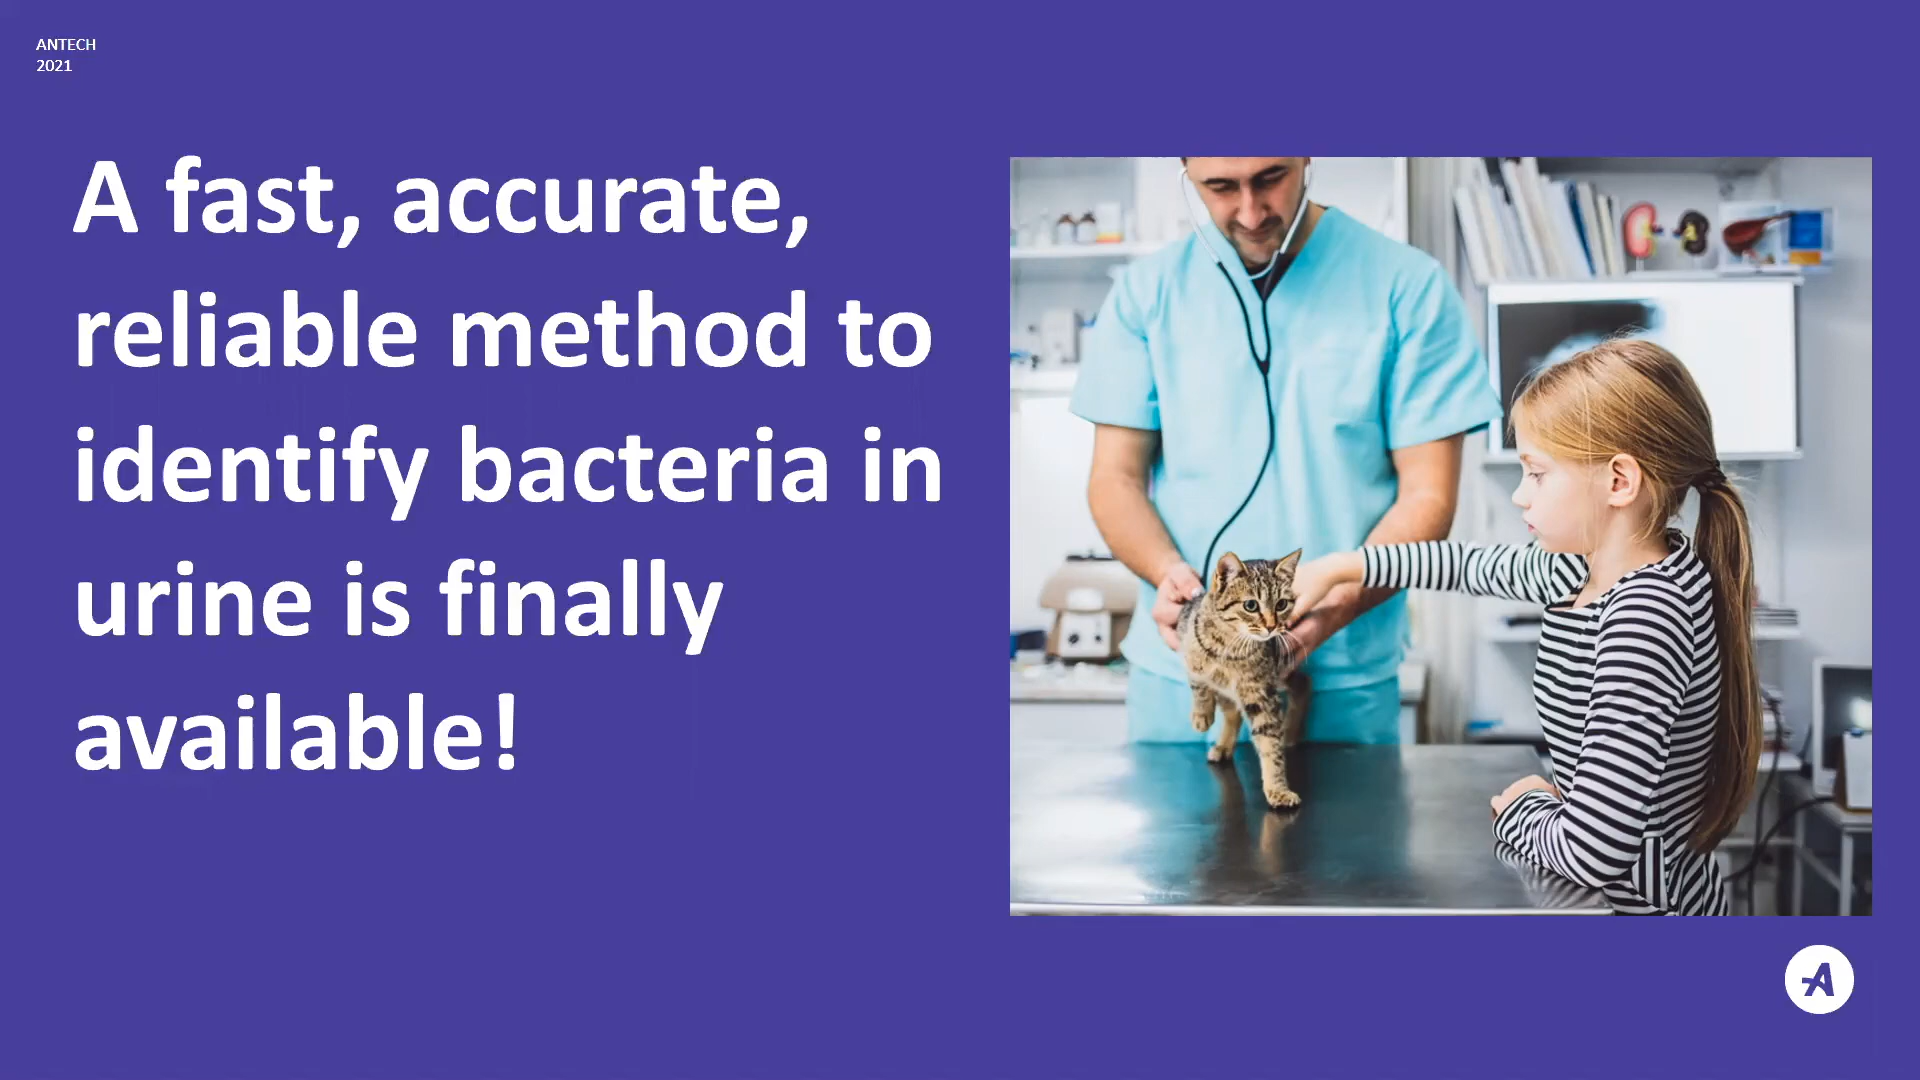 ANTECH
2021
A fast, accurate,
reliable method to
identify bacteria in
urine is finally
available!